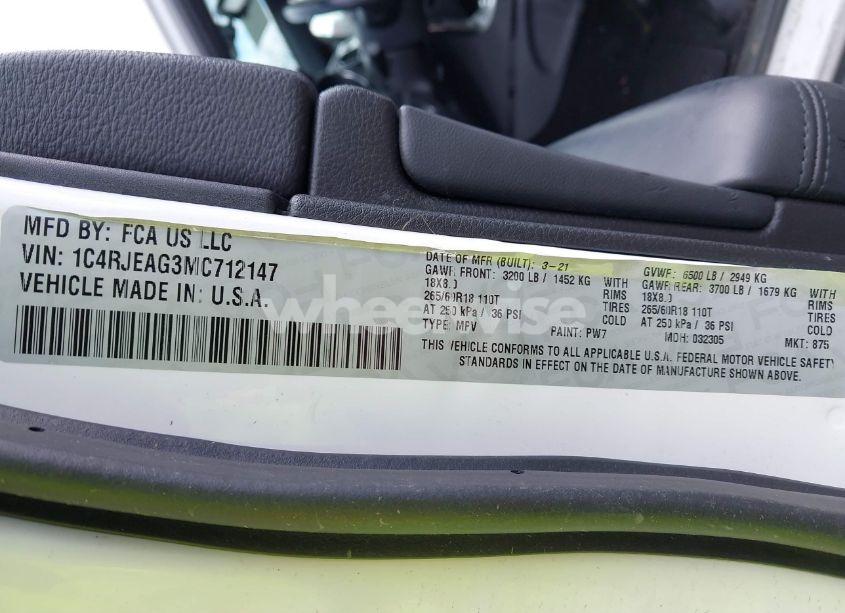 MFD BY: FCA US LLC
VIN: 1C4RJEAG3MC712147
VEHICLE MADE IN: U.S.A.
DATE OF MFR (BUILT): 3-21 GVWR: 6500 LB / 2949 KG
GAWR FRONT: 3200 LB / 1452 KG WITH GAWR REAR: 3700 LB / 1679 KG WITH
18X8.0 RIMS 18X8.0 RIMS
265/60R18 110T TIRES 265/60R18 110T TIRES
AT 250 kPa / 36 PSI COLD AT 250 kPa / 36 PSI COLD
TYPE: MPV PAINT: PW7 MDH: 032305 MKT: 875
THIS VEHICLE CONFORMS TO ALL APPLICABLE U.S.A. FEDERAL MOTOR VEHICLE SAFETY
STANDARDS IN EFFECT ON THE DATE OF MANUFACTURE SHOWN ABOVE.
wheelwise